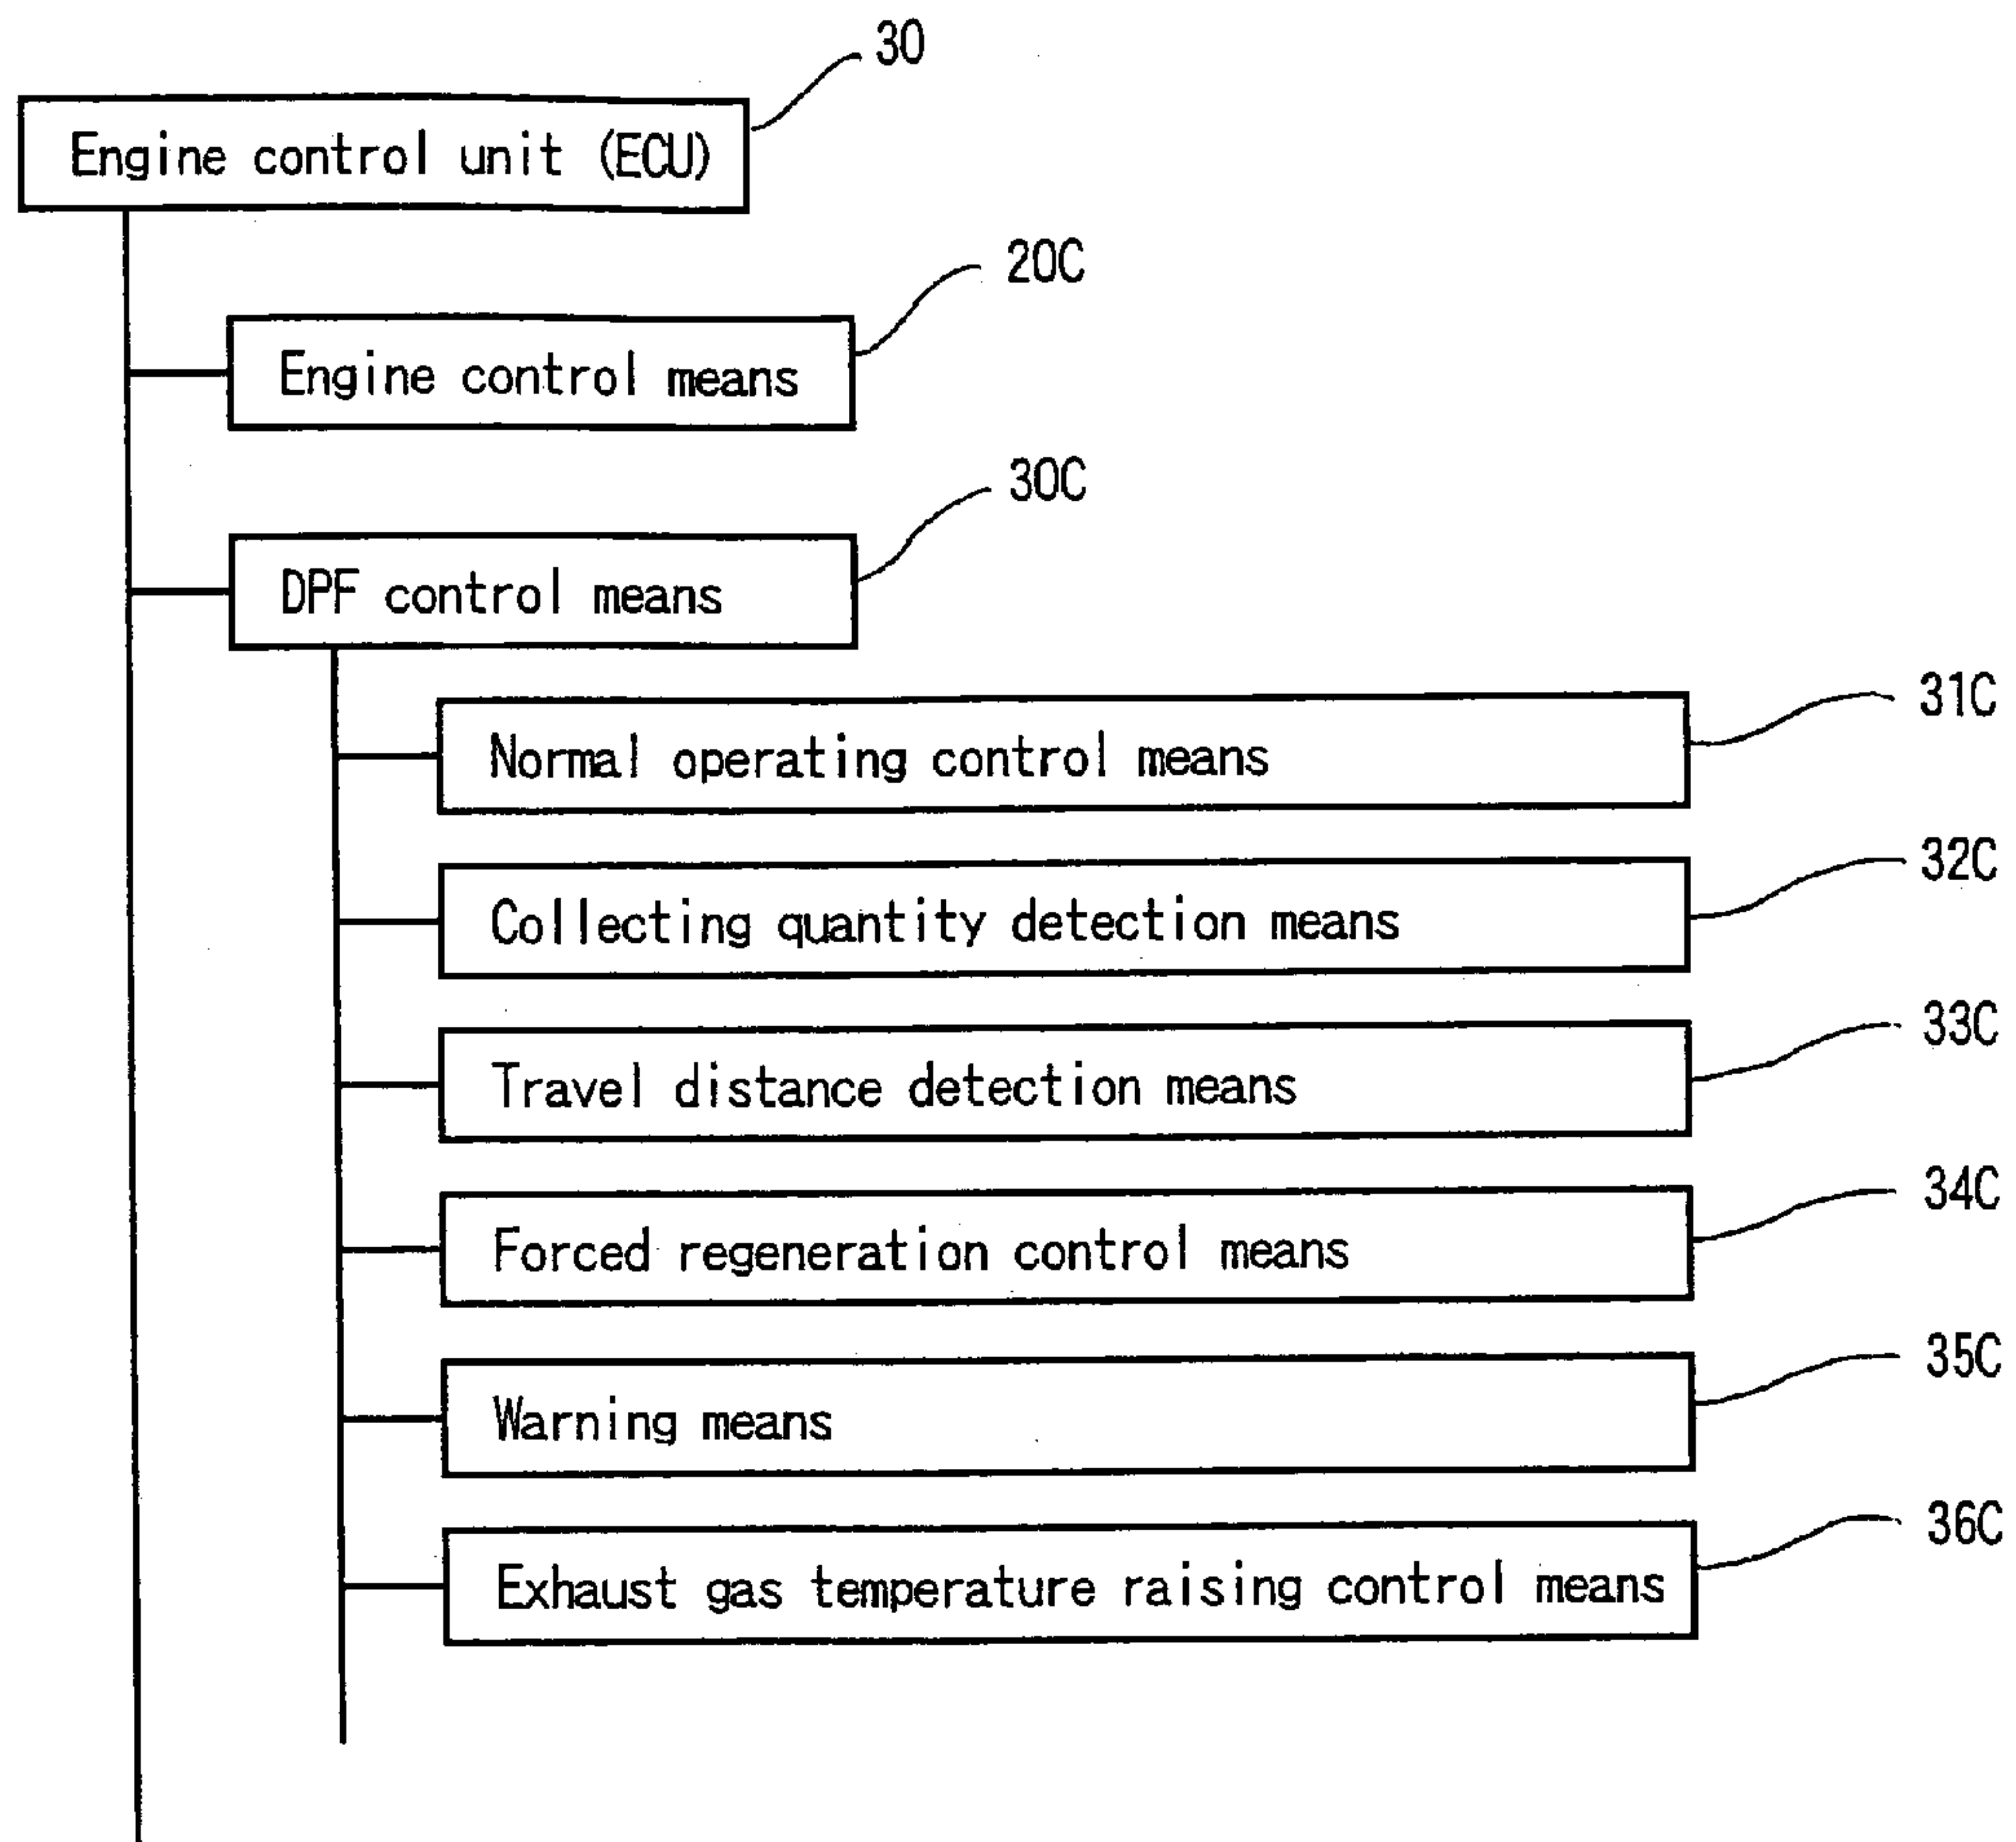 30
Engine control unit (ECU)
20C
Engine control means
30C
DPF control means
31C
Normal operating control means
32C
Collecting quantity detection means
33C
Travel distance detection means
34C
Forced regeneration control means
35C
Warning means
36C
Exhaust gas temperature raising control means